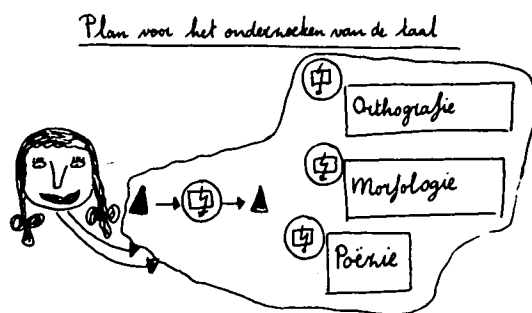 Plan voor het onderzoeken van de taal
Orthografie
Morfologie
Poëzie